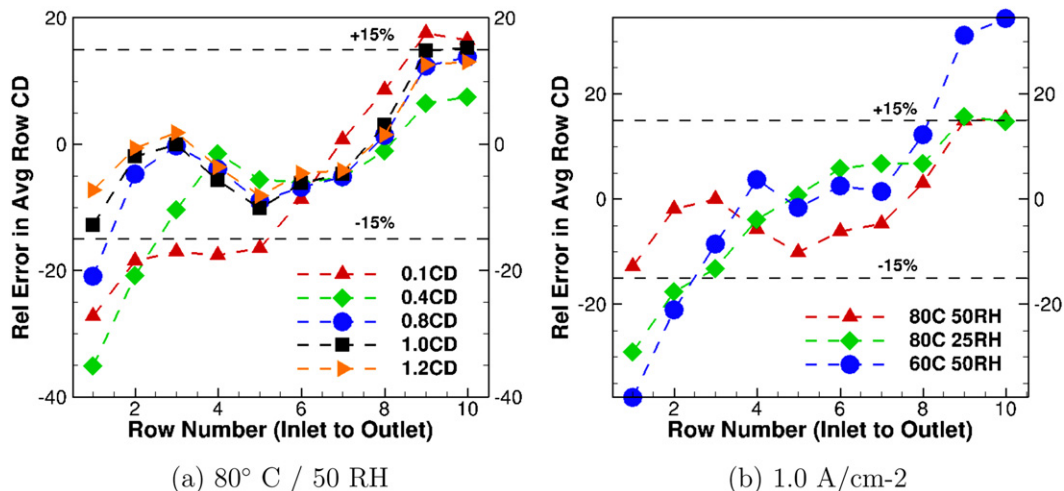 20
10
0
-10
-20
-30
-40
20
0
-20
-40
+15%
-15%
0.1CD
0.4CD
0.8CD
1.0CD
1.2CD
2 4 6 8 10
Rel Error in Avg Row CD
Row Number (Inlet to Outlet)
(a) 80° C / 50 RH
20
0
-20
20
0
-20
+15%
-15%
80C 50RH
80C 25RH
60C 50RH
2 4 6 8 10
Rel Error in Avg Row CD
Row Number (Inlet to Outlet)
(b) 1.0 A/cm-2